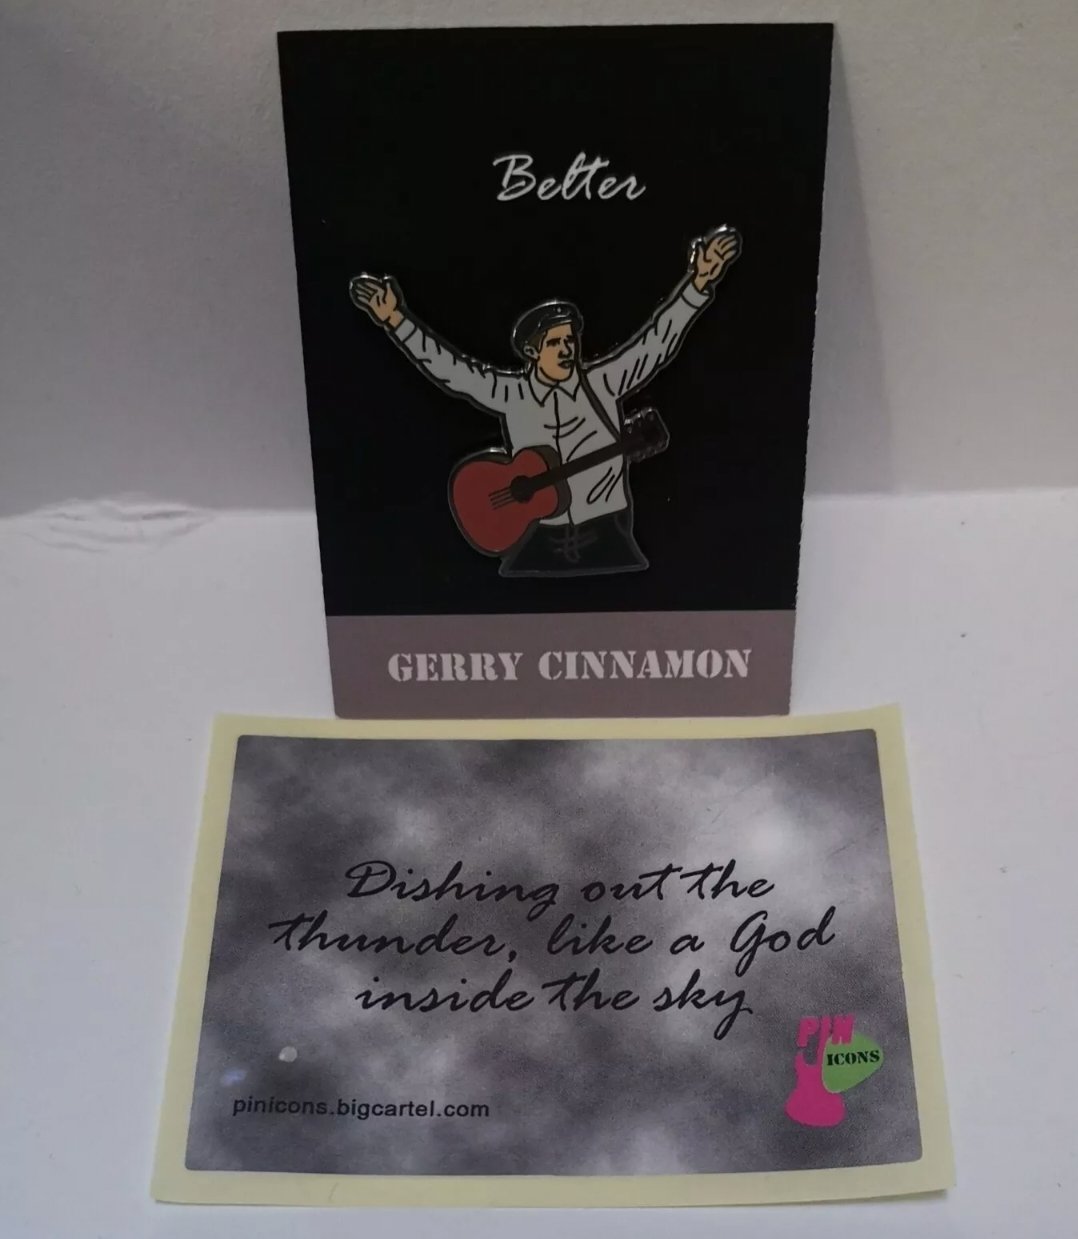 Belter
GERRY CINNAMON
Dishing out the
thunder, like a God
inside the sky
PIN
ICONS
pinicons.bigcartel.com